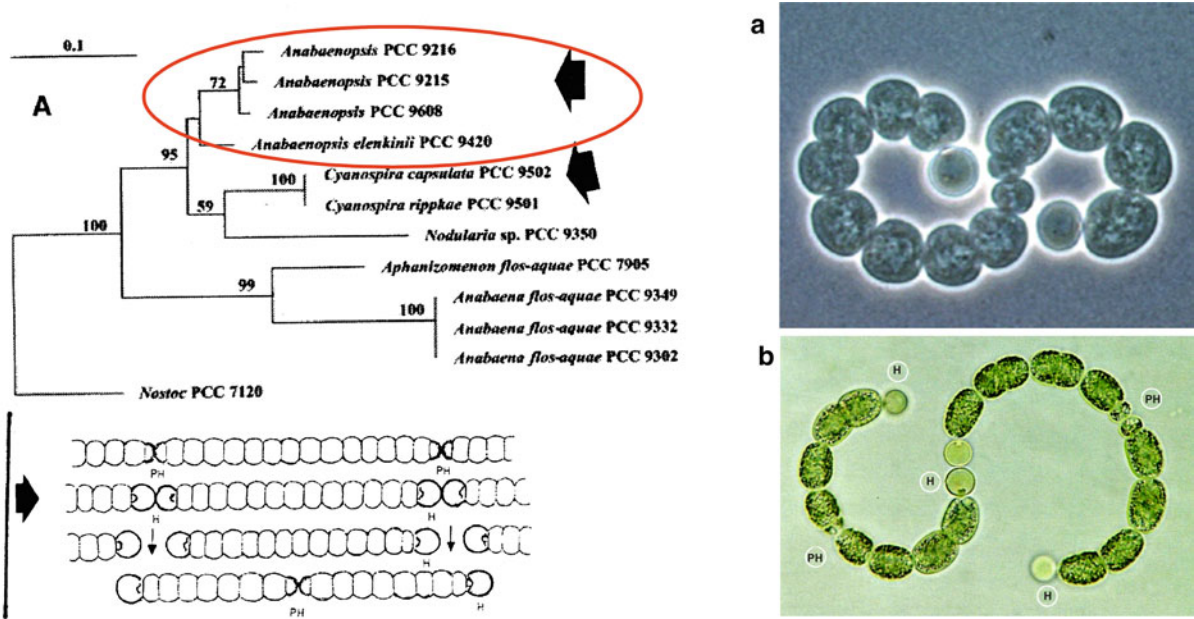 0.1
A
Anabaenopsis PCC 9216
72
Anabaenopsis PCC 9215
Anabaenopsis PCC 9608
Anabaenopsis elenkinii PCC 9420
95
100
Cyanospira capsulata PCC 9502
Cyanospira rippkae PCC 9501
59
Nodularia sp. PCC 9350
100
Aphanizomenon flos-aquae PCC 7905
99
Anabaena flos-aquae PCC 9349
100
Anabaena flos-aquae PCC 9332
Anabaena flos-aquae PCC 9302
Nostoc PCC 7120
PH PH
H H
H H
PH H
a
b
H
PH
H
PH
H